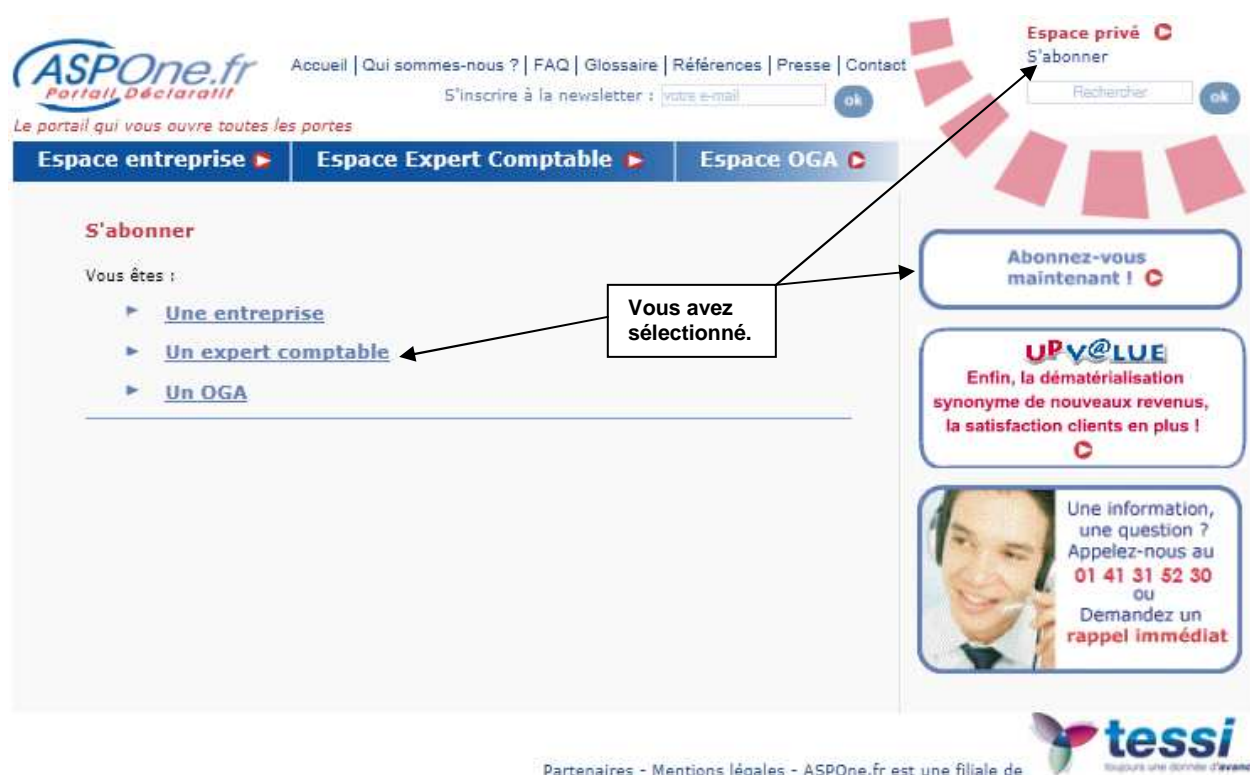 ASPOne.fr
Portail Déclaratif
Le portail qui vous ouvre toutes les portes
Accueil | Qui sommes-nous ? | FAQ | Glossaire | Références | Presse | Contact
S'inscrire à la newsletter : votre e-mail ok
Espace privé
S'abonner
Rechercher ok
Espace entreprise
Espace Expert Comptable
Espace OGA
S'abonner
Vous êtes :
Une entreprise
Un expert comptable
Un OGA
Vous avez
sélectionné.
Abonnez-vous
maintenant !
UPV@LUE
Enfin, la dématérialisation
synonyme de nouveaux revenus,
la satisfaction clients en plus !
Une information,
une question ?
Appelez-nous au
01 41 31 52 30
ou
Demandez un
rappel immédiat
tessi
toujours une donnée d'avance
Partenaires - Mentions légales - ASPOne.fr est une filiale de